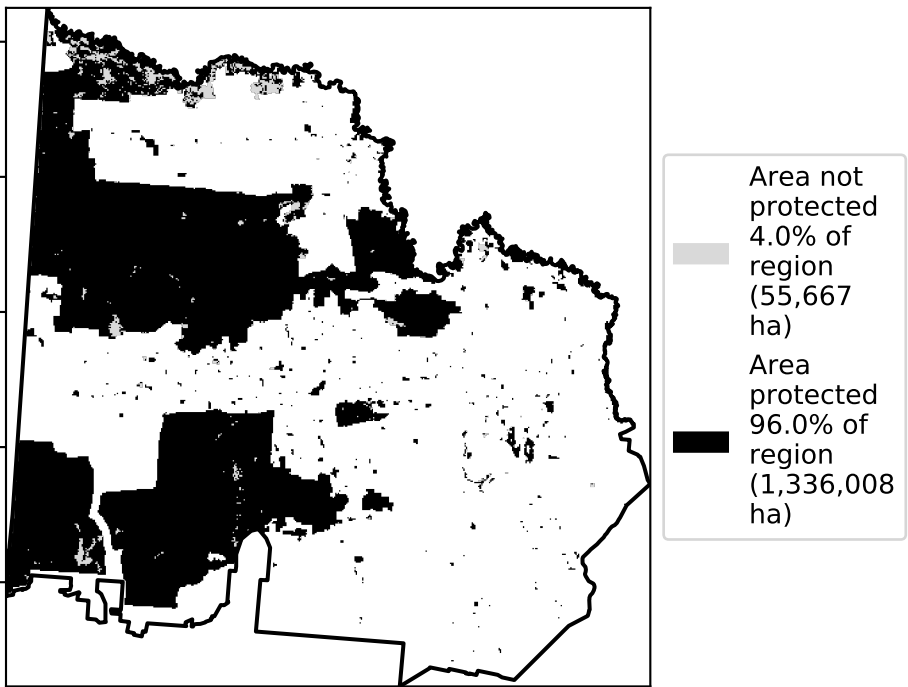 Area not
protected
4.0% of
region
(55,667
ha)
Area
protected
96.0% of
region
(1,336,008
ha)